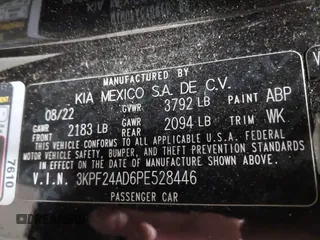 MANUFACTURED BY
KIA MEXICO S.A. DE C.V.
08/22 GVWR 3792 LB PAINT ABP
GAWR FRONT 2183 LB GAWR REAR 2094 LB TRIM WK
THIS VEHICLE CONFORMS TO ALL APPLICABLE U.S. FEDERAL
MOTOR VEHICLE SAFETY, BUMPER, AND THEFT PREVENTION STANDARDS
IN EFFECT ON THE DATE OF MANUFACTURE SHOWN ABOVE.
V.I.N. 3KPF24AD6PE528446
PASSENGER CAR
7610